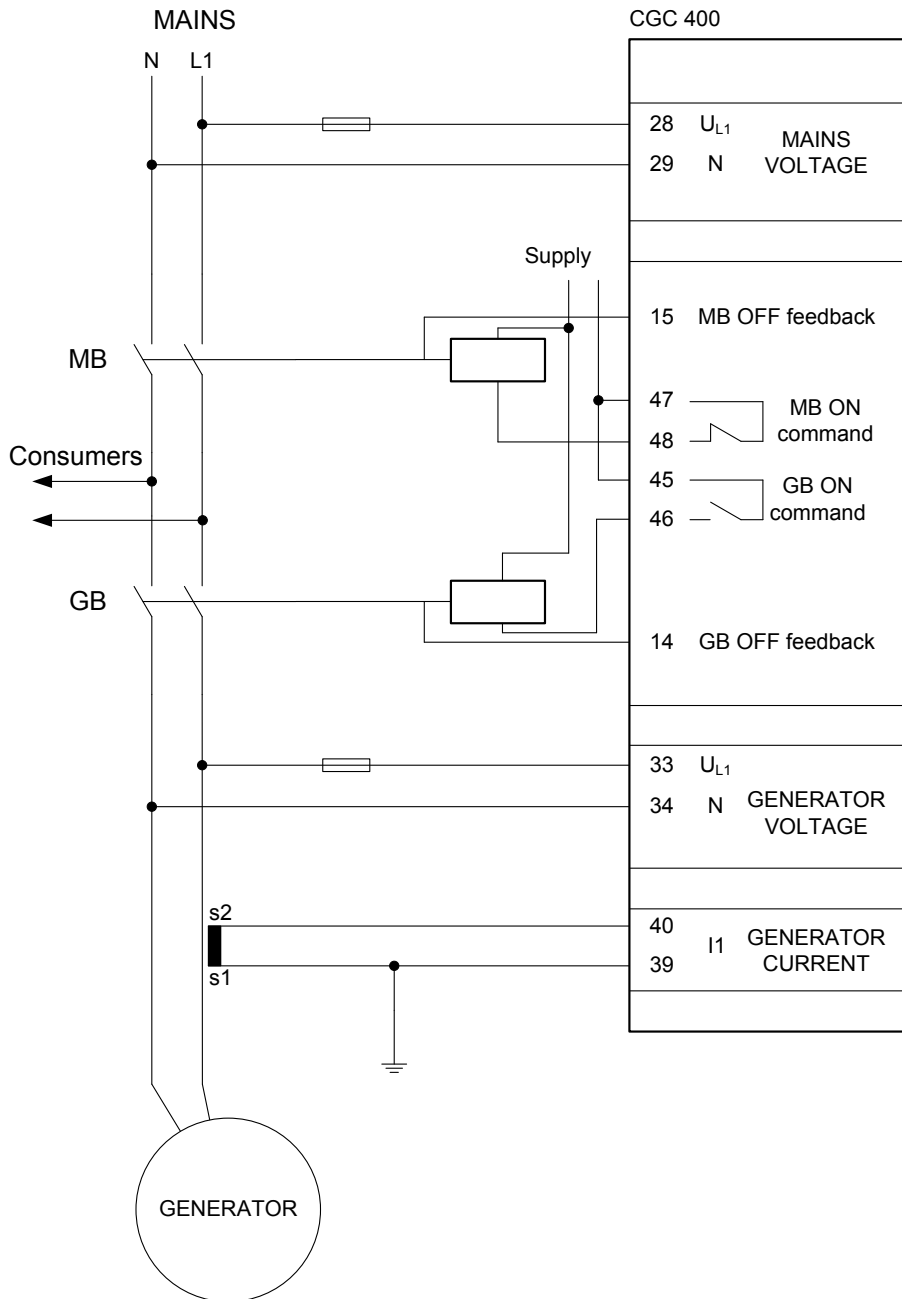 MAINS
CGC 400
N L1
28 UL1
MAINS
VOLTAGE
29 N
Supply
15 MB OFF feedback
MB
47
MB ON
command
48
Consumers
45
GB ON
command
46
GB
14 GB OFF feedback
33 UL1
34 N GENERATOR
VOLTAGE
s2
40
I1 GENERATOR
CURRENT
39
s1
GENERATOR